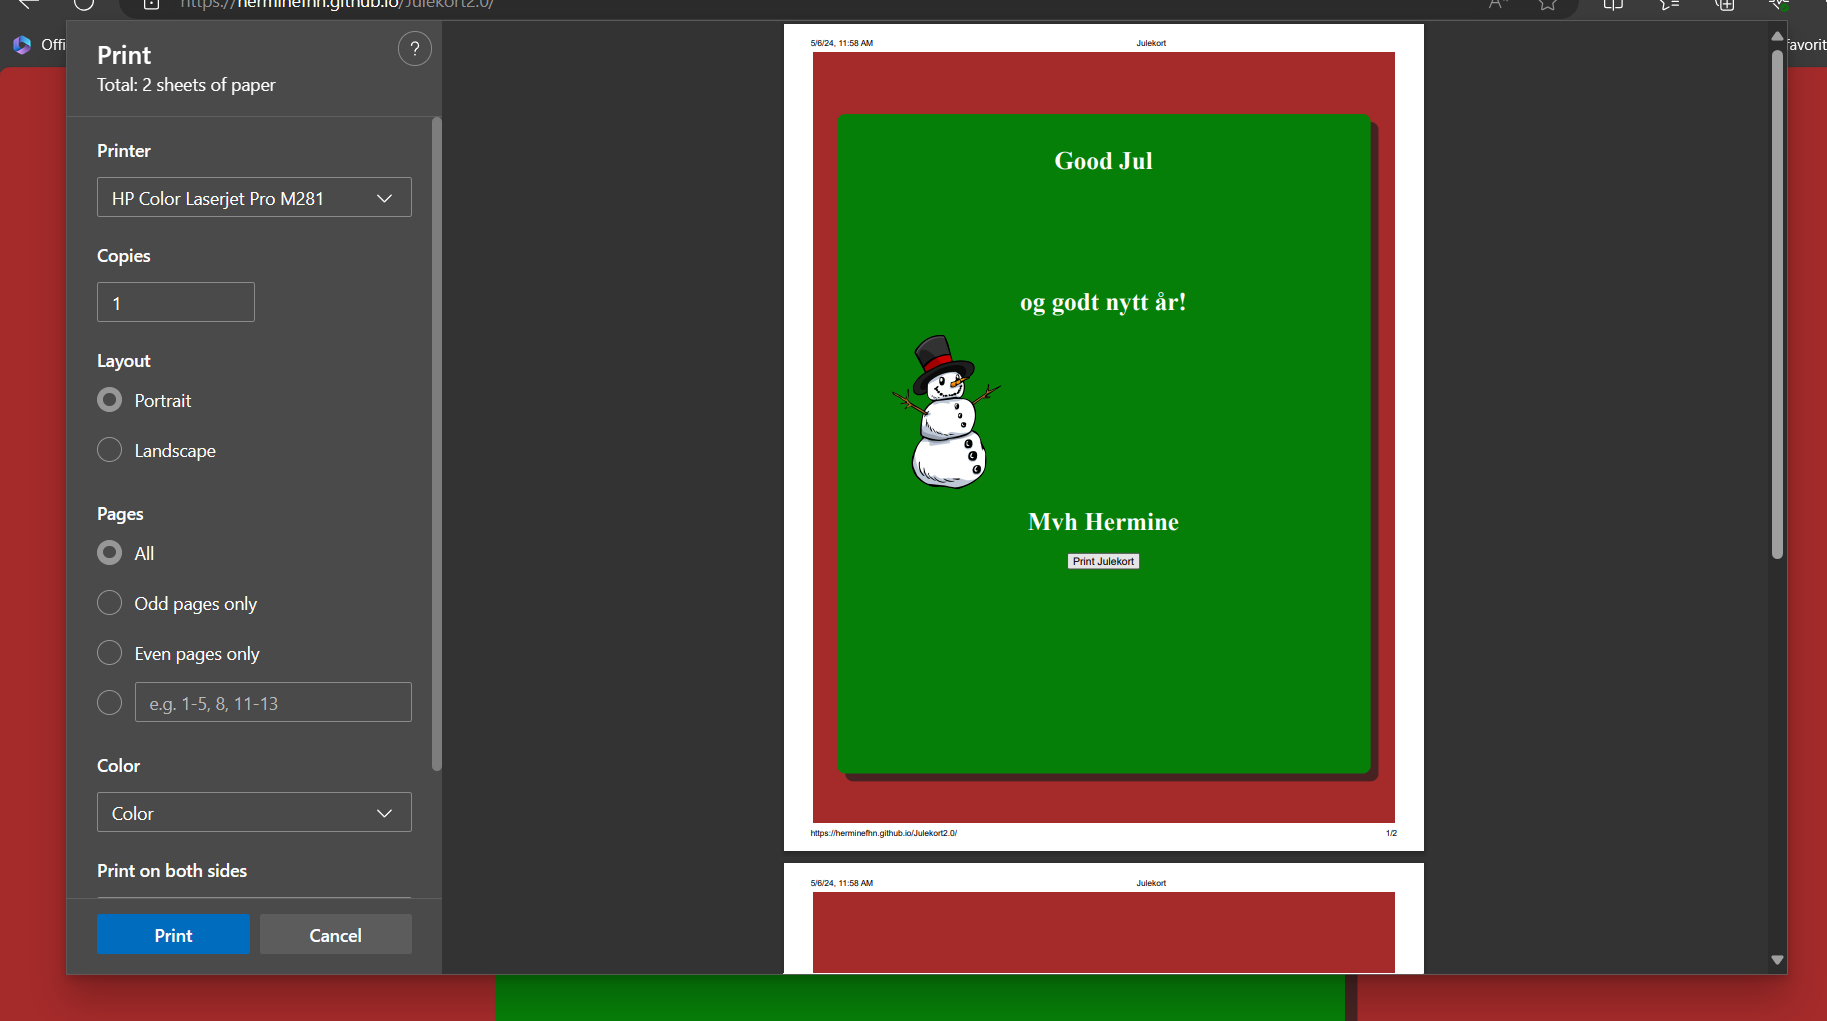 https://herminefhn.github.io/Julekort2.0/
Offi
favorit
Print
?
Total: 2 sheets of paper
Printer
HP Color Laserjet Pro M281
Copies
1
Layout
Portrait
Landscape
Pages
All
Odd pages only
Even pages only
e.g. 1-5, 8, 11-13
Color
Color
Print on both sides
Print
Cancel
5/6/24, 11:58 AM
Julekort
Good Jul
og godt nytt år!
Mvh Hermine
Print Julekort
https://herminefhn.github.io/Julekort2.0/
1/2
5/6/24, 11:58 AM
Julekort